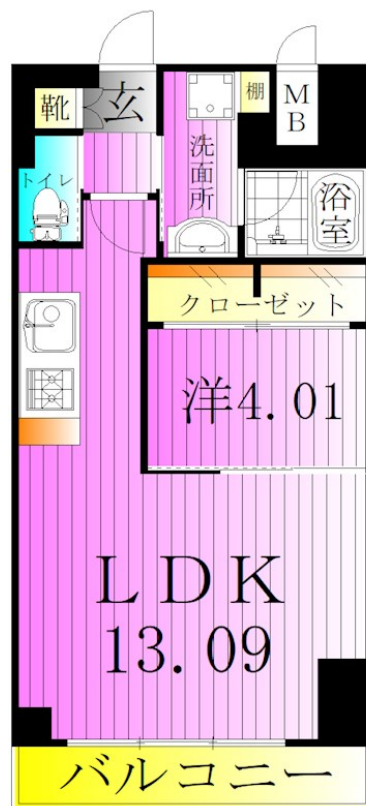 靴
玄
棚
MB
トイレ
洗面所
浴室
クローゼット
洋4.01
LDK
13.09
バルコニー